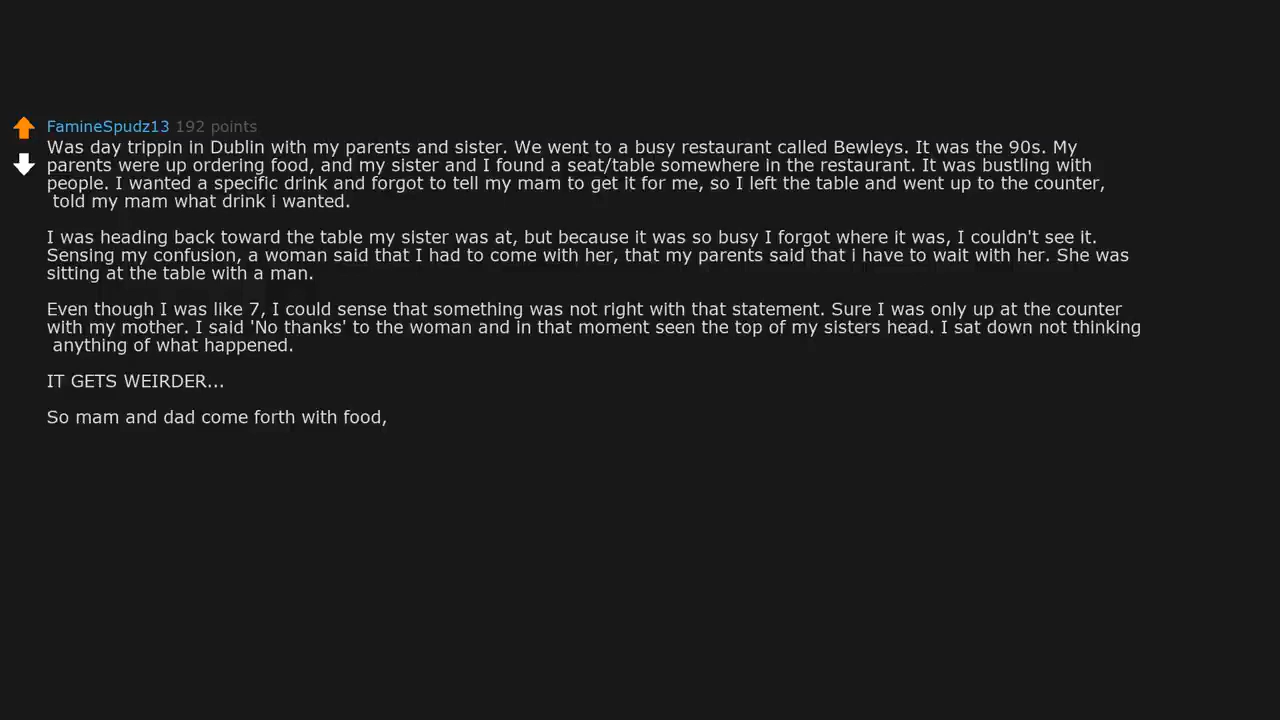 FamineSpudz13 192 points
Was day trippin in Dublin with my parents and sister. We went to a busy restaurant called Bewleys. It was the 90s. My
parents were up ordering food, and my sister and I found a seat/table somewhere in the restaurant. It was bustling with
people. I wanted a specific drink and forgot to tell my mam to get it for me, so I left the table and went up to the counter,
told my mam what drink i wanted.
I was heading back toward the table my sister was at, but because it was so busy I forgot where it was, I couldn't see it.
Sensing my confusion, a woman said that I had to come with her, that my parents said that i have to wait with her. She was
sitting at the table with a man.
Even though I was like 7, I could sense that something was not right with that statement. Sure I was only up at the counter
with my mother. I said 'No thanks' to the woman and in that moment seen the top of my sisters head. I sat down not thinking
anything of what happened.
IT GETS WEIRDER...
So mam and dad come forth with food,